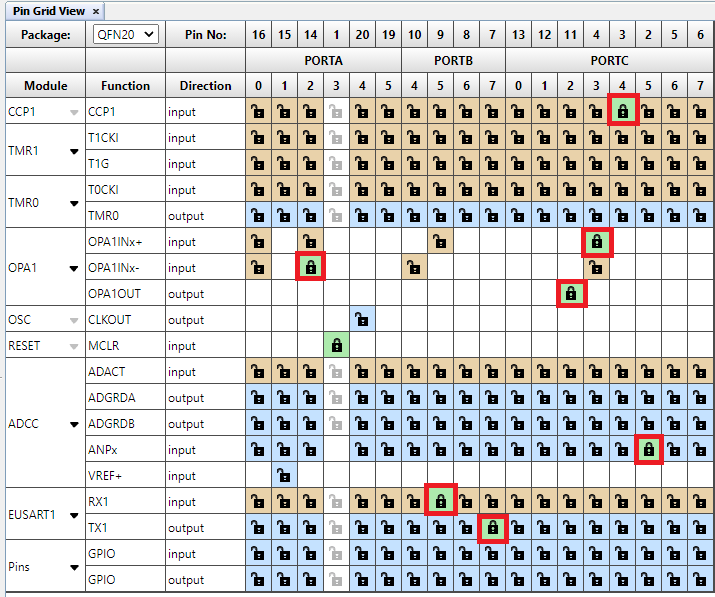 Pin Grid View ×
Package: QFN20 Pin No: 16 15 14 1 20 19 10 9 8 7 13 12 11 4 3 2 5 6
PORTA PORTB PORTC
Module Function Direction 0 1 2 3 4 5 4 5 6 7 0 1 2 3 4 5 6 7
CCP1 CCP1 input
TMR1 T1CKI input
T1G input
TMR0 T0CKI input
TMR0 output
OPA1 OPA1INx+ input
OPA1INx- input
OPA1OUT output
OSC CLKOUT output
RESET MCLR input
ADCC ADACT input
ADGRDA output
ADGRDB output
ANPx input
VREF+ input
EUSART1 RX1 input
TX1 output
Pins GPIO input
GPIO output